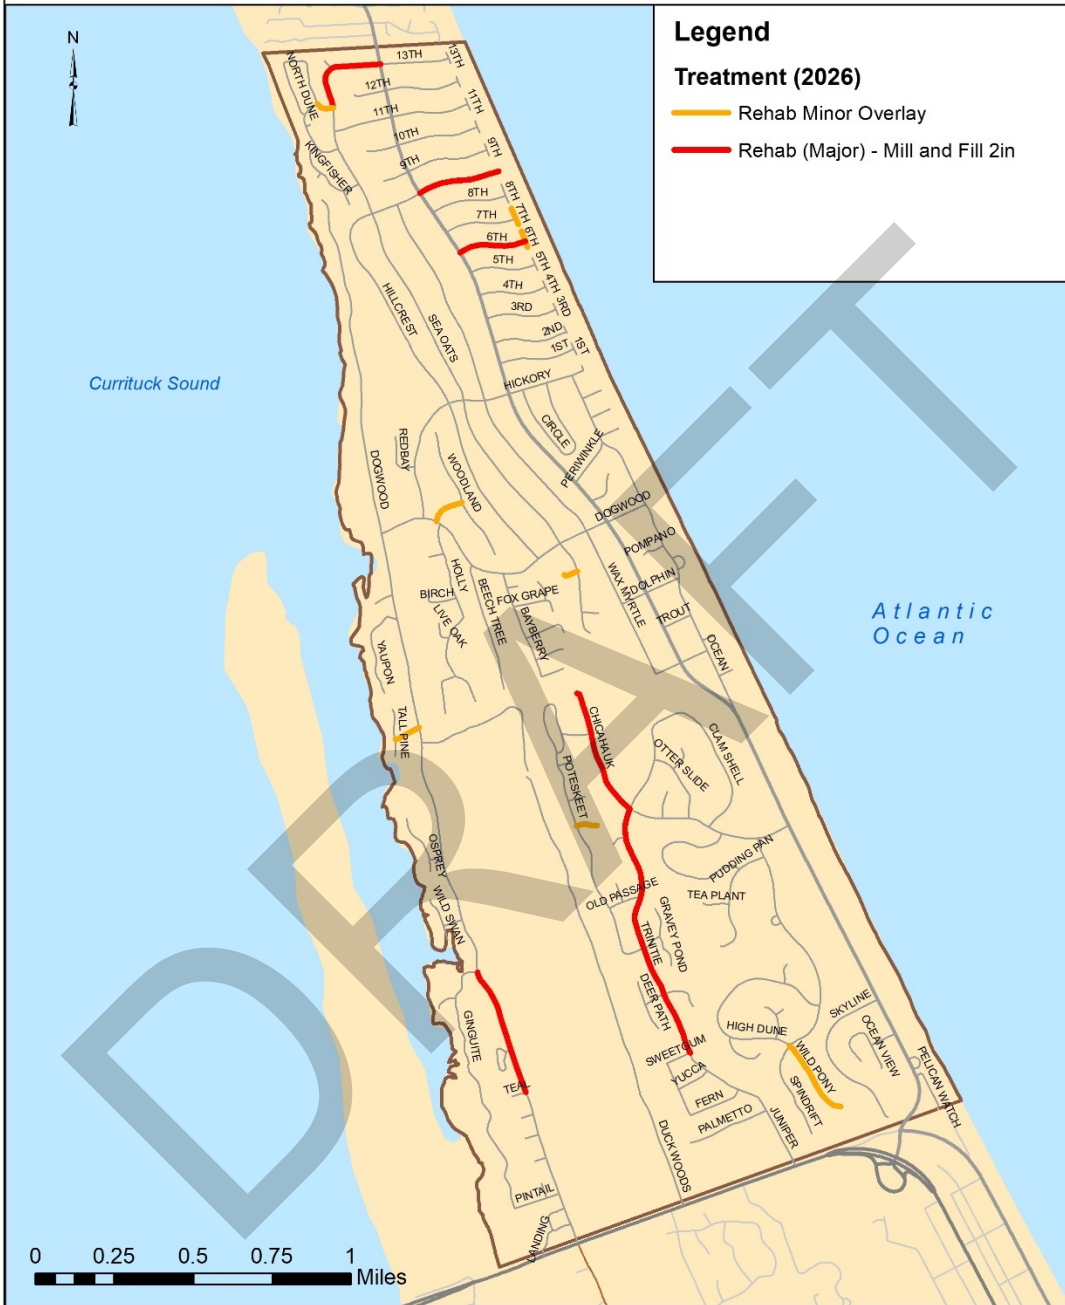 Legend
Treatment (2026)
Rehab Minor Overlay
Rehab (Major) - Mill and Fill 2in
N
NORTH DUNE
13TH
13TH
12TH
11TH
11TH
10TH
9TH
9TH
KINGFISHER
8TH
8TH
7TH
7TH
6TH
6TH
5TH
5TH
4TH
4TH
3RD
3RD
2ND
1ST
1ST
HILLCREST
SEA OATS
Currituck Sound
HICKORY
CIRCLE
PERIWINKLE
REDBAY
DOGWOOD
WOODLAND
DOGWOOD
POMPANO
HOLLY
BIRCH
LIVE OAK
BEECH TREE
FOX GRAPE
BAYBERRY
WAX MYRTLE
DOLPHIN
TROUT
OCEAN
Atlantic
Ocean
YAUPON
TALL PINE
CHICAHAUK
POTESKEET
OTTER SLIDE
CLAM SHELL
OSPREY
WILD SWAN
PUDDING PAN
OLD PASSAGE
TEA PLANT
GRAVEY POND
TRINITIE
DEER PATH
GINGUITE
TEAL
SWEETGUM
YUCCA
FERN
PALMETTO
JUNIPER
HIGH DUNE
WILD PONY
SPINDRIFT
SKYLINE
OCEAN VIEW
PELICAN WATCH
DUCK WOODS
PINTAIL
LANDING
DRAFT
0 0.25 0.5 0.75 1
Miles